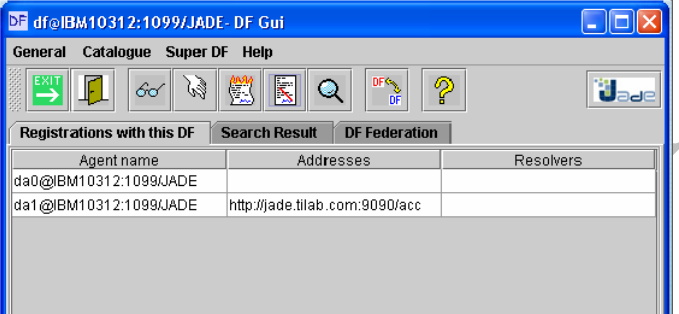 DF df@IBM10312:1099/JADE- DF Gui
General Catalogue Super DF Help
EXIT DF DF ? Jade
Registrations with this DF Search Result DF Federation
Agent name Addresses Resolvers
da0@IBM10312:1099/JADE
da1@IBM10312:1099/JADE http://jade.tilab.com:9090/acc